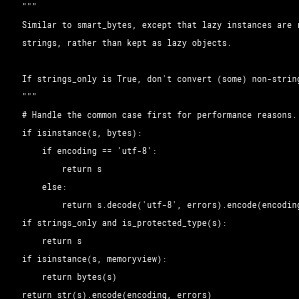 """
Similar to smart_bytes, except that lazy instances are
strings, rather than kept as lazy objects.
If strings_only is True, don't convert (some) non-string
"""
# Handle the common case first for performance reasons.
if isinstance(s, bytes):
if encoding == 'utf-8':
return s
else:
return s.decode('utf-8', errors).encode(encoding
if strings_only and is_protected_type(s):
return s
if isinstance(s, memoryview):
return bytes(s)
return str(s).encode(encoding, errors)